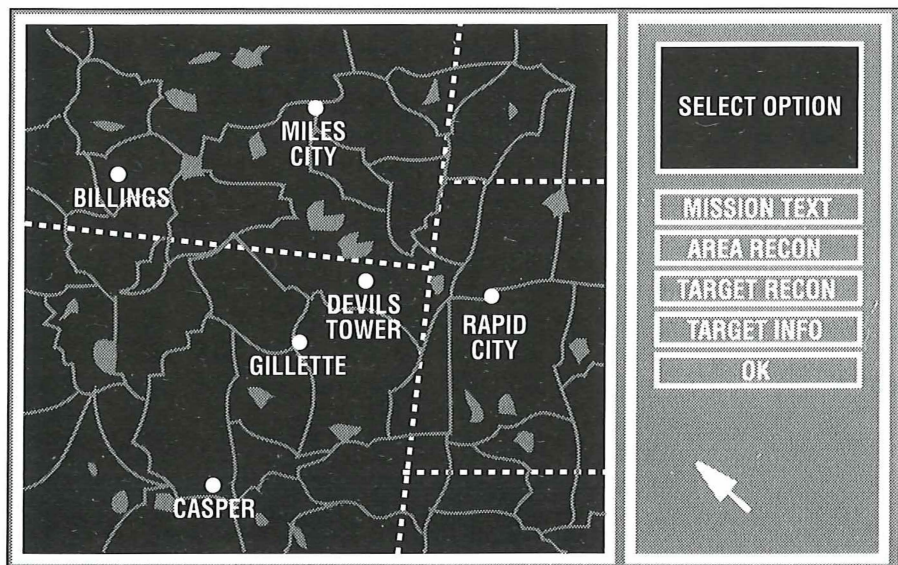 MILES
CITY
BILLINGS
DEVILS
TOWER
RAPID
CITY
GILLETTE
CASPER
SELECT OPTION
MISSION TEXT
AREA RECON
TARGET RECON
TARGET INFO
OK